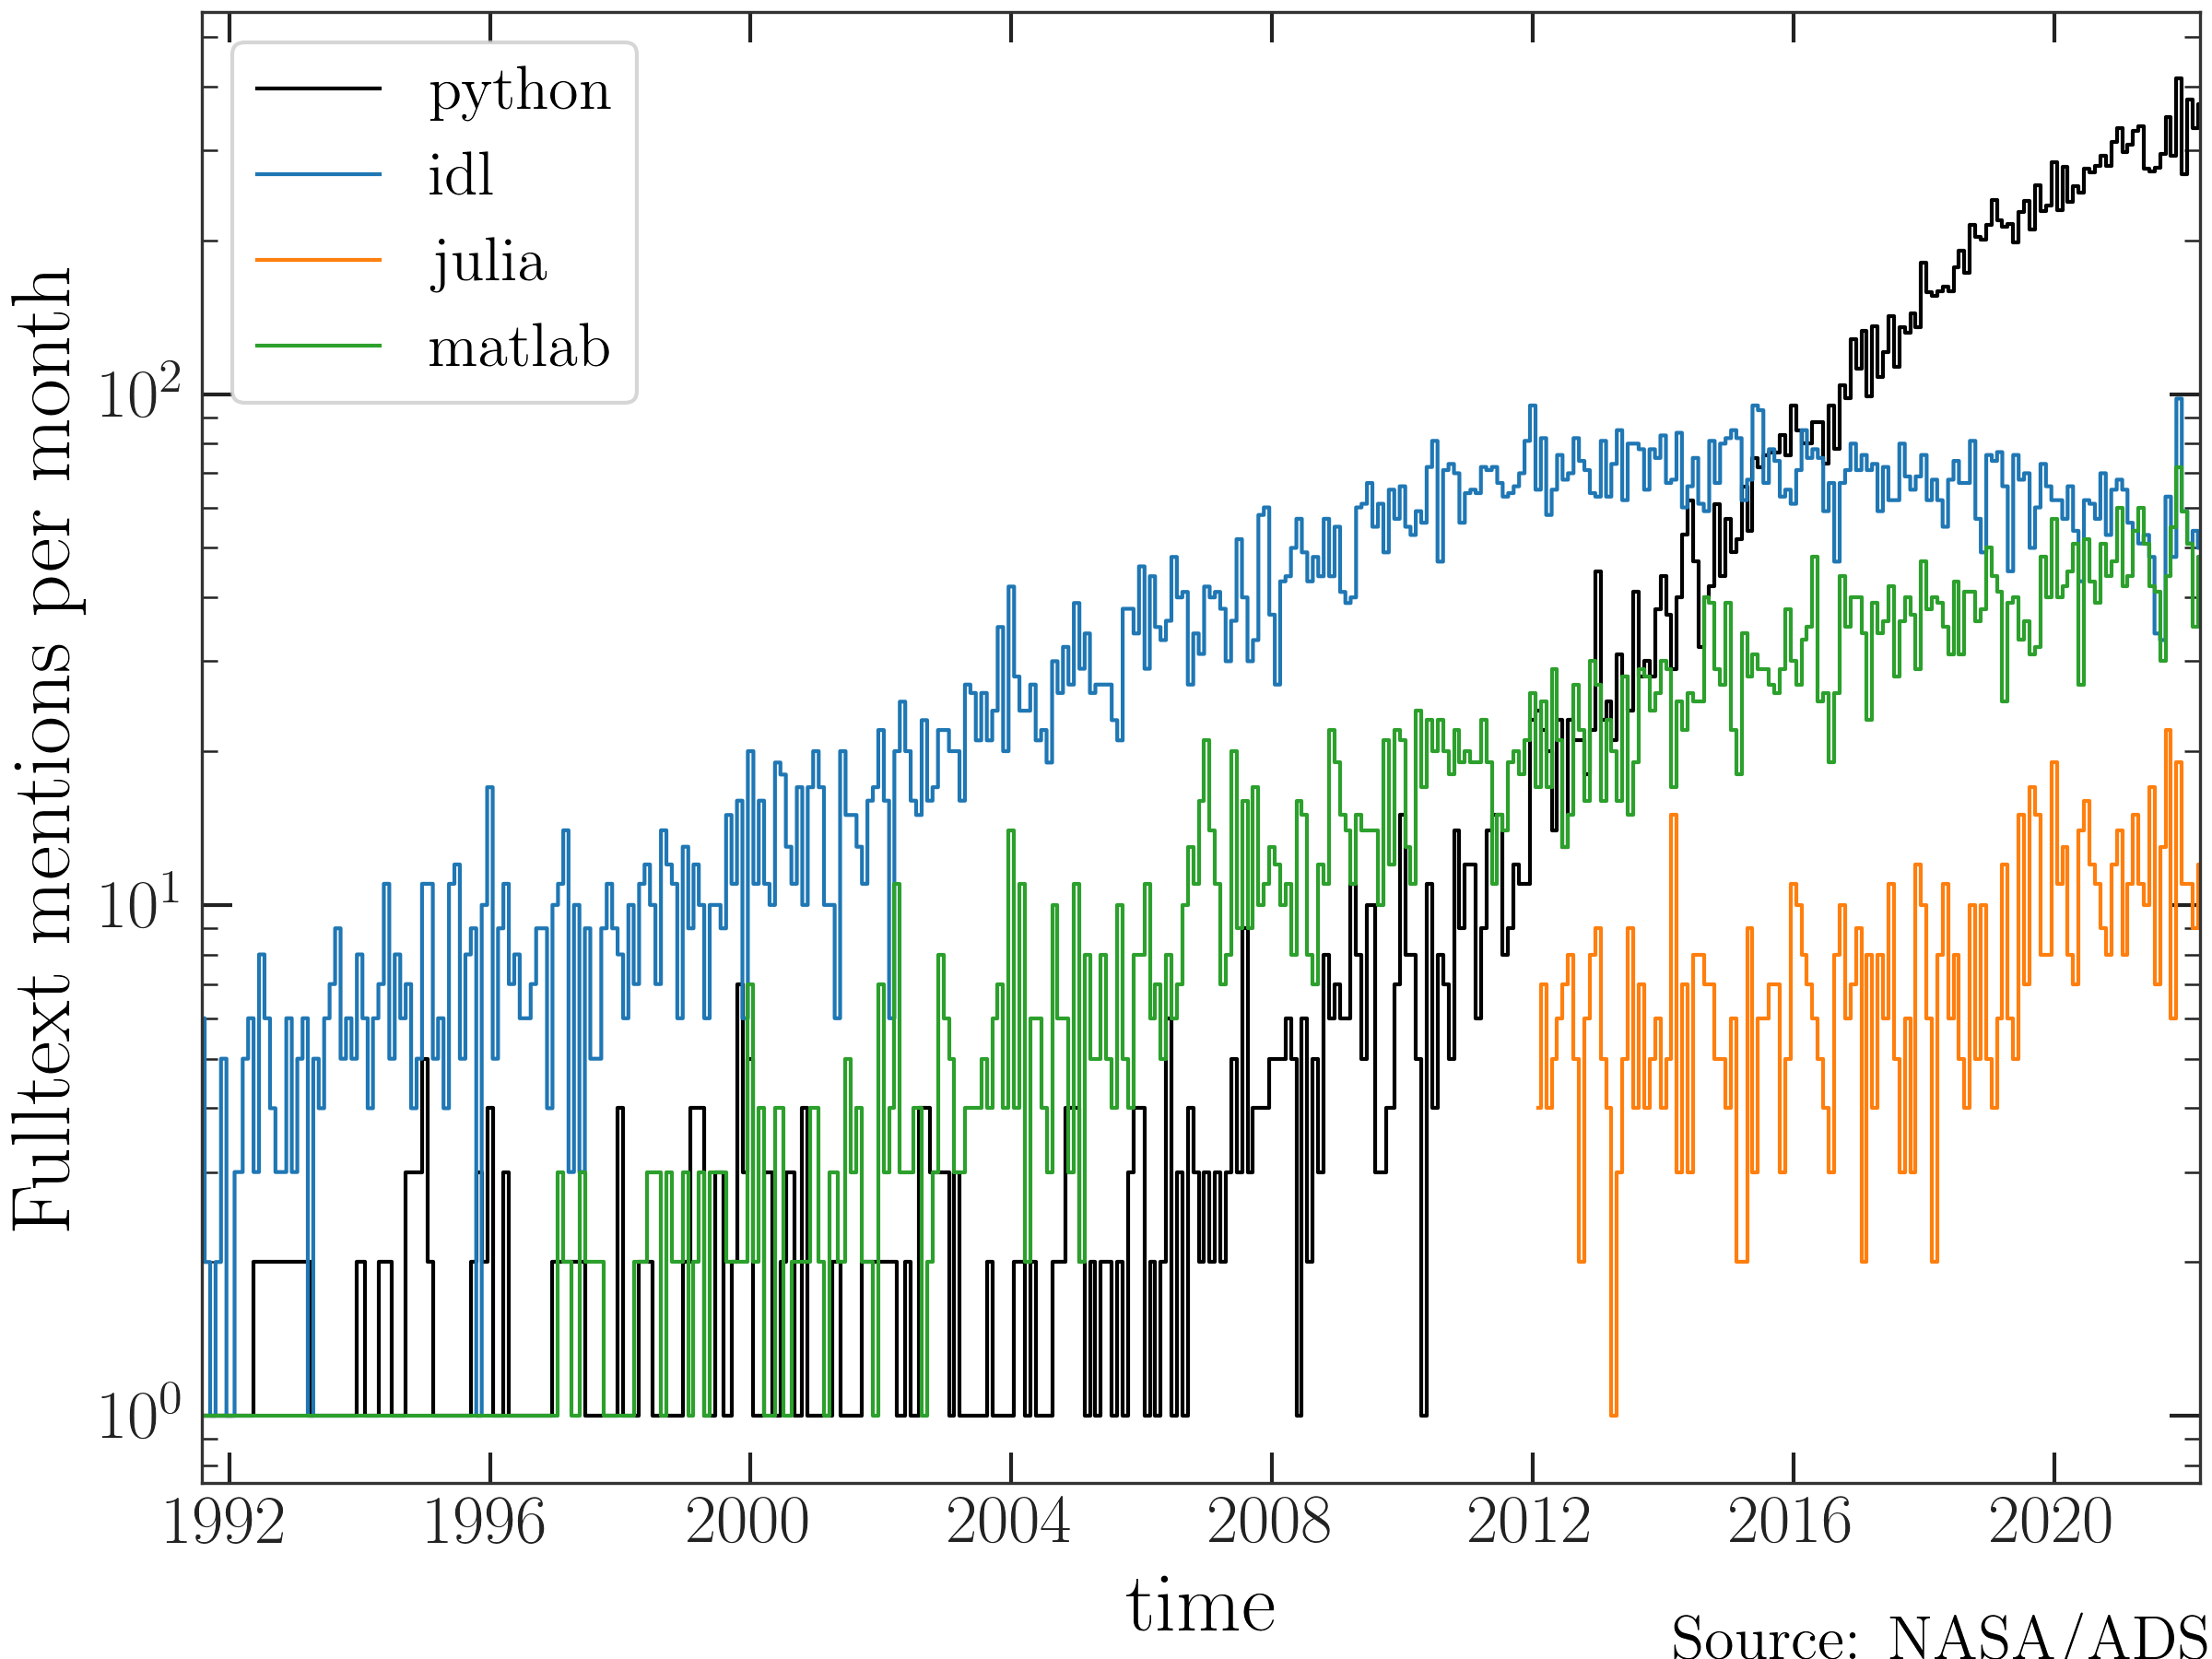 python
idl
julia
matlab
Fulltext mentions per month
10²
10¹
10⁰
1992 1996 2000 2004 2008 2012 2016 2020
time
Source: NASA/ADS